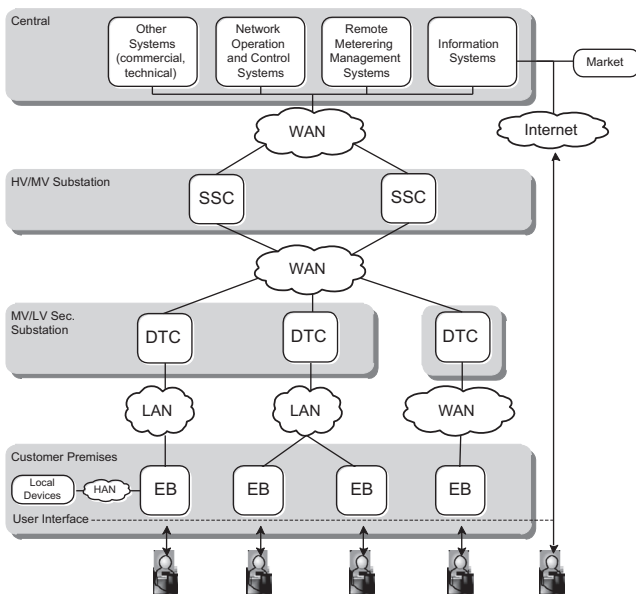 Central
Other
Systems
(commercial,
technical)
Network
Operation
and Control
Systems
Remote
Meterering
Management
Systems
Information
Systems
Market
WAN
Internet
HV/MV Substation
SSC
SSC
WAN
MV/LV Sec.
Substation
DTC
DTC
DTC
LAN
LAN
WAN
Customer Premises
Local
Devices
HAN
EB
EB
EB
EB
User Interface